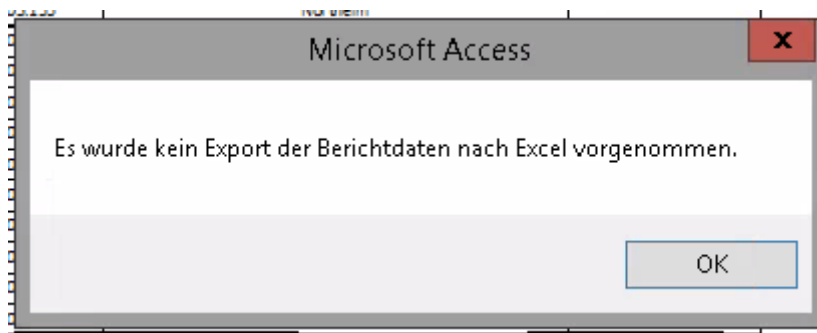 Microsoft Access
Es wurde kein Export der Berichtdaten nach Excel vorgenommen.
OK